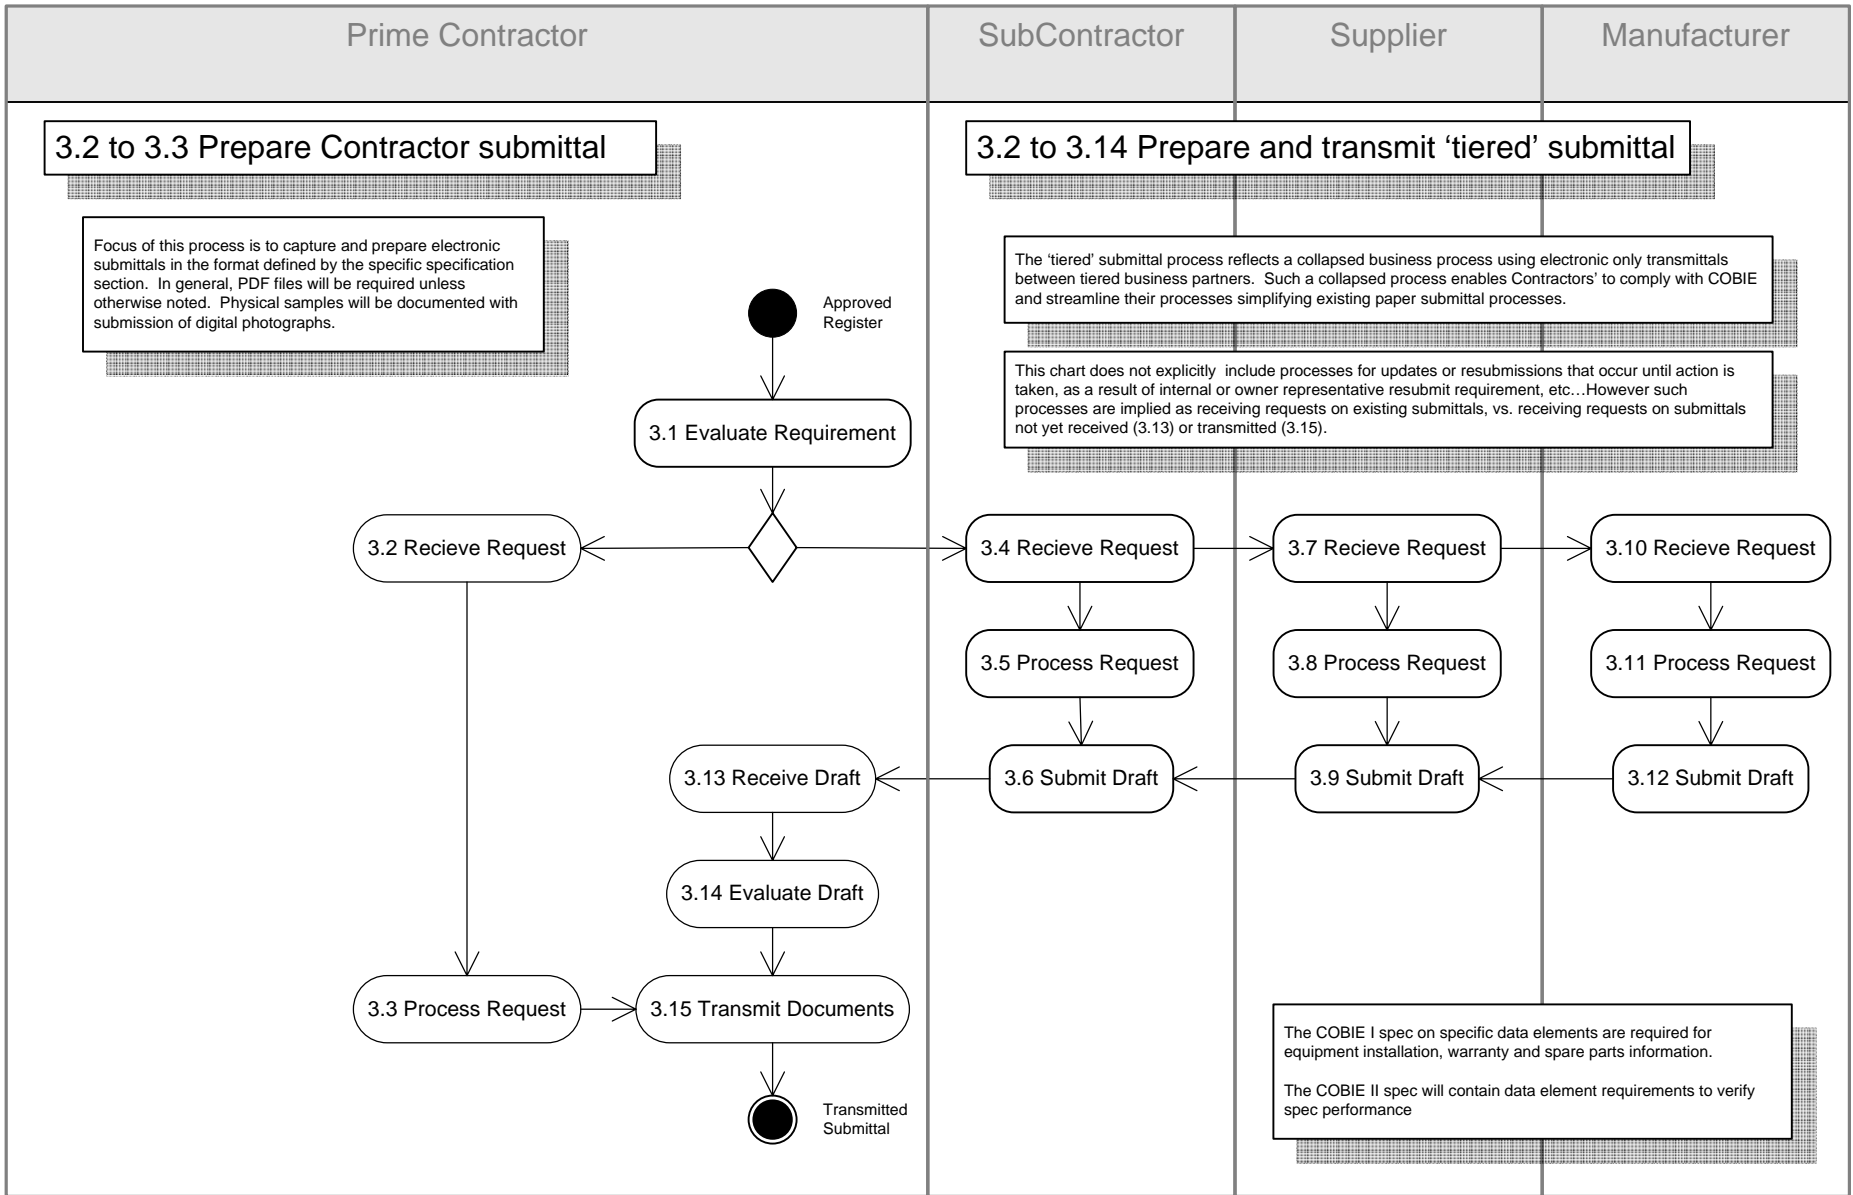 Prime Contractor
SubContractor
Supplier
Manufacturer
3.2 to 3.3 Prepare Contractor submittal
3.2 to 3.14 Prepare and transmit ‘tiered’ submittal
Focus of this process is to capture and prepare electronic
submittals in the format defined by the specific specification
section.  In general, PDF files will be required unless
otherwise noted.  Physical samples will be documented with
submission of digital photographs.
The ‘tiered’ submittal process reflects a collapsed business process using electronic only transmittals
between tiered business partners.  Such a collapsed process enables Contractors’ to comply with COBIE
and streamline their processes simplifying existing paper submittal processes.
Approved
Register
This chart does not explicitly  include processes for updates or resubmissions that occur until action is
taken, as a result of internal or owner representative resubmit requirement, etc…However such
processes are implied as receiving requests on existing submittals, vs. receiving requests on submittals
not yet received (3.13) or transmitted (3.15).
3.1 Evaluate Requirement
3.2 Recieve Request
3.4 Recieve Request
3.7 Recieve Request
3.10 Recieve Request
3.5 Process Request
3.8 Process Request
3.11 Process Request
3.13 Receive Draft
3.6 Submit Draft
3.9 Submit Draft
3.12 Submit Draft
3.14 Evaluate Draft
3.3 Process Request
3.15 Transmit Documents
The COBIE I spec on specific data elements are required for
equipment installation, warranty and spare parts information.
The COBIE II spec will contain data element requirements to verify
spec performance
Transmitted
Submittal